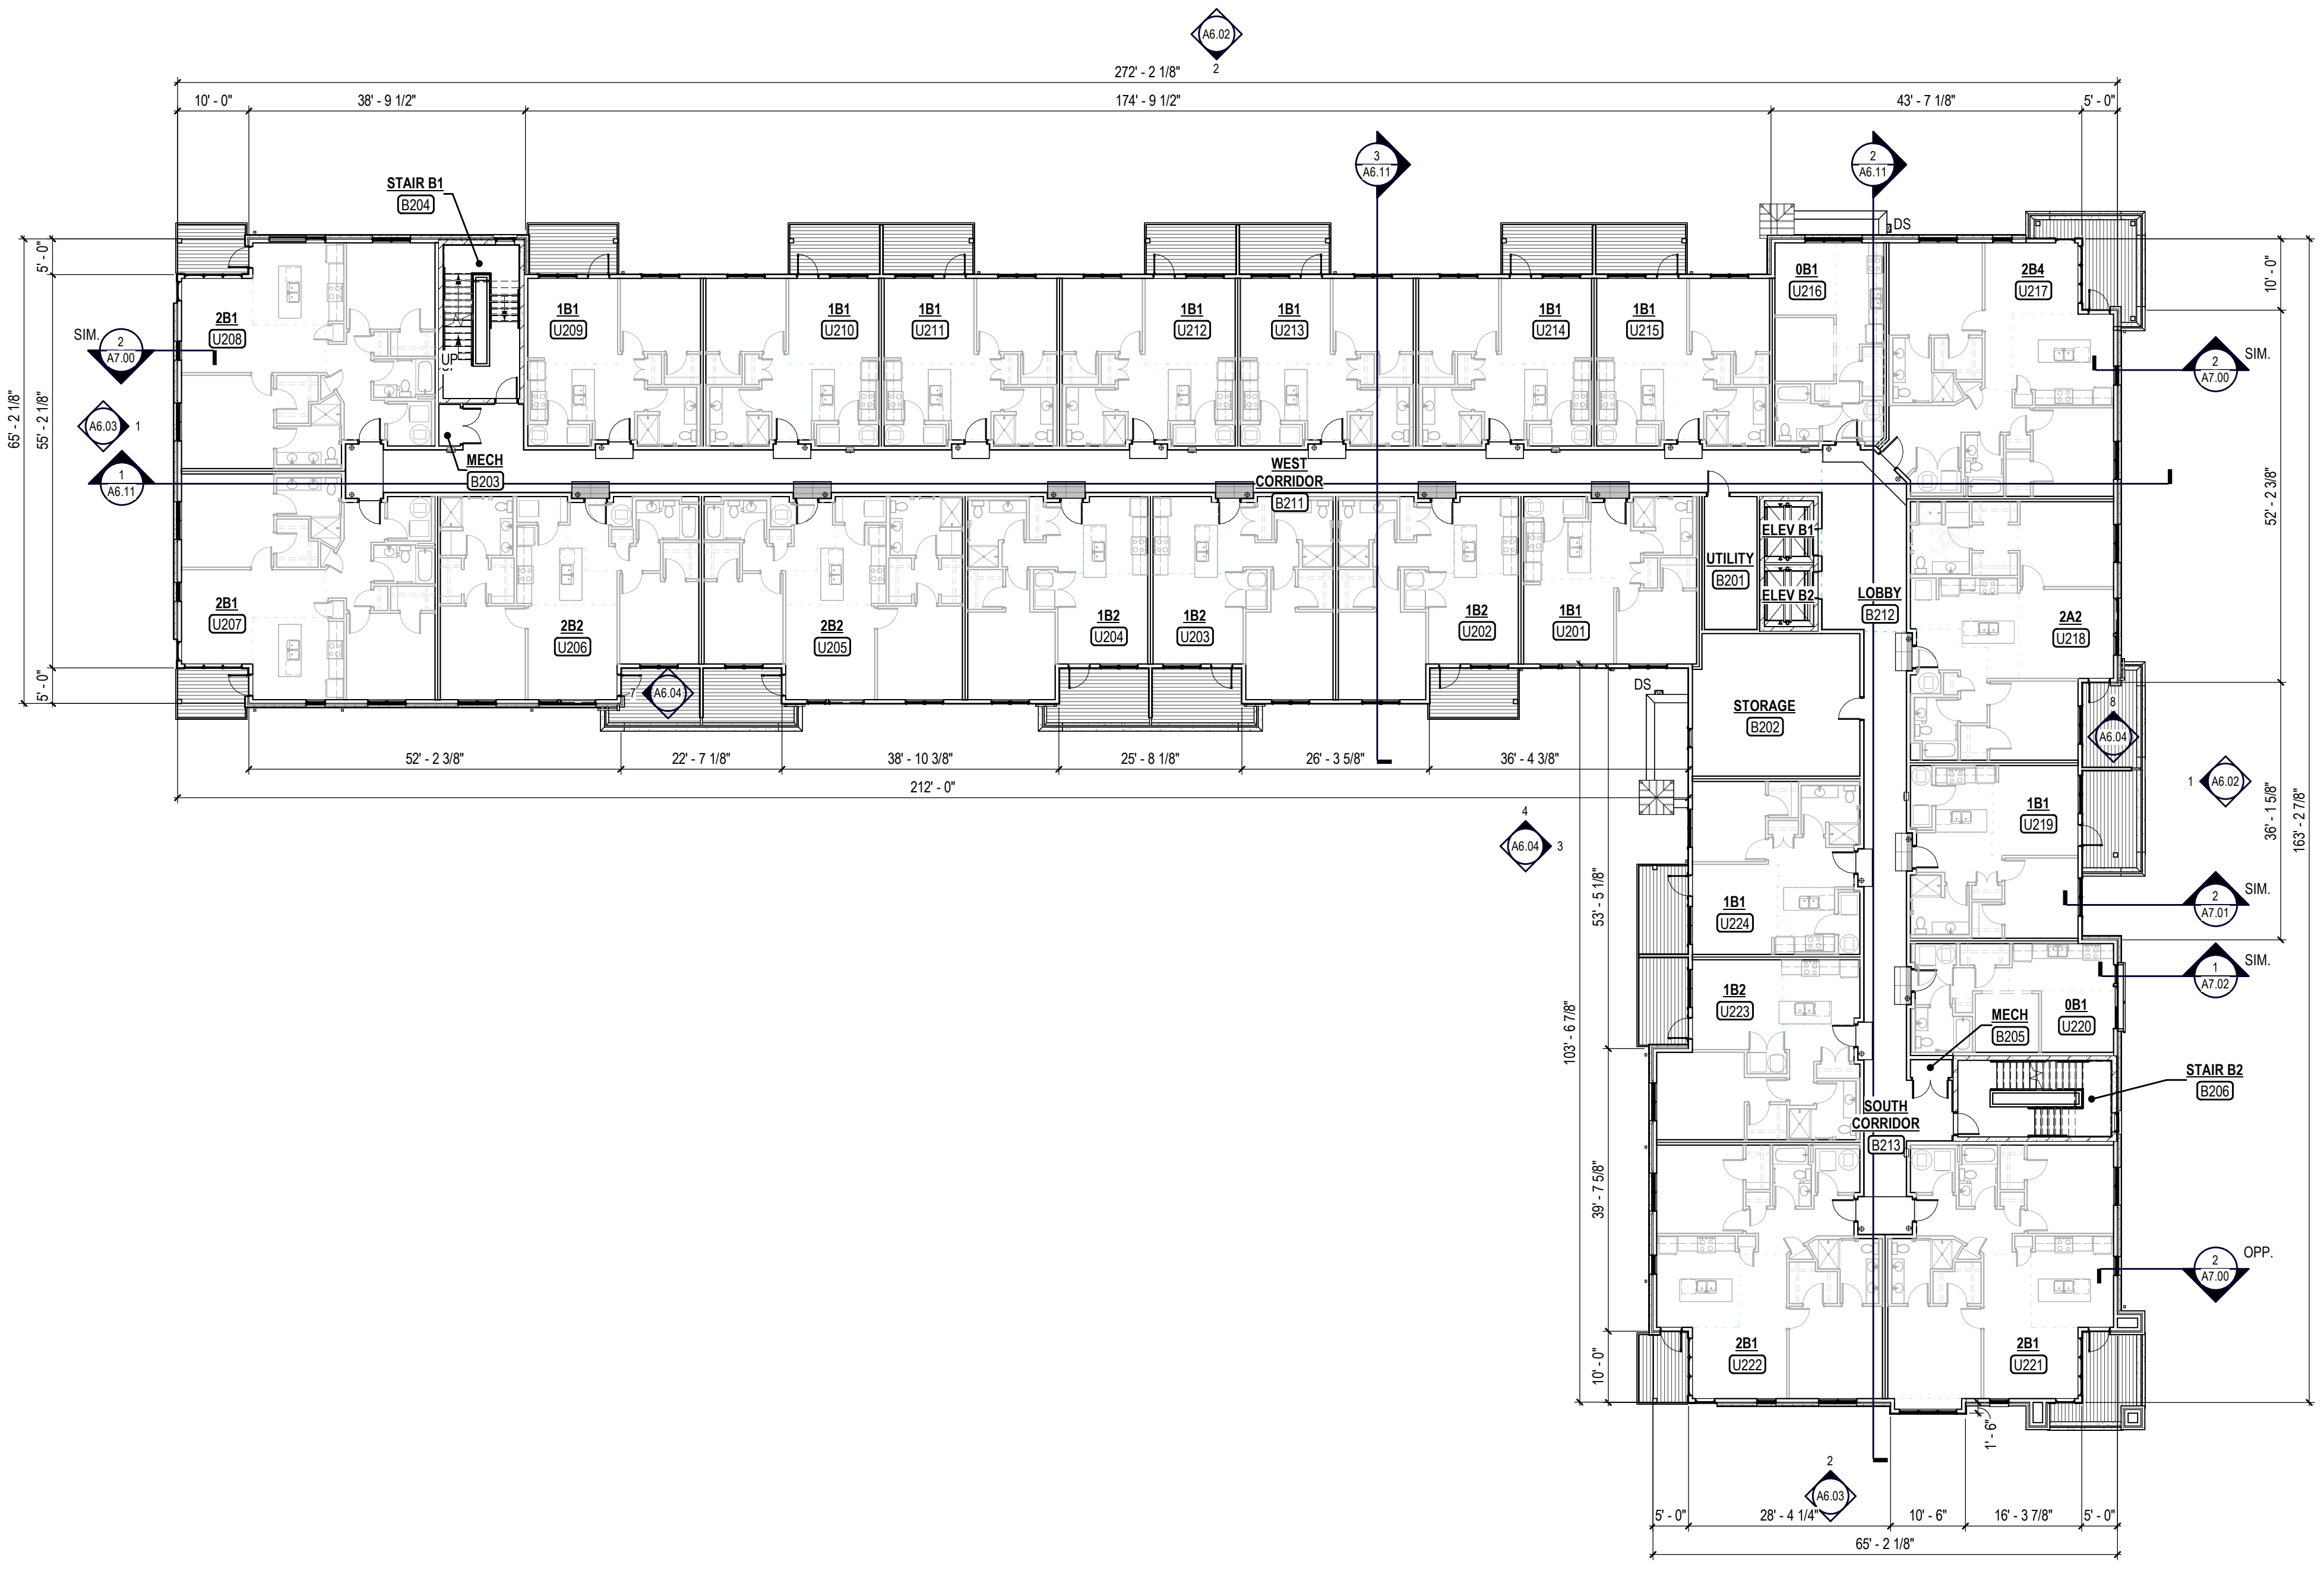 A6.02
2
272' - 2 1/8"
10' - 0"
38' - 9 1/2"
174' - 9 1/2"
43' - 7 1/8"
5' - 0"
3
A6.11
2
A6.11
STAIR B1
B204
DS
5' - 0"
55' - 2 1/8"
65' - 2 1/8"
5' - 0"
10' - 0"
52' - 2 3/8"
36' - 1 5/8"
163' - 2 7/8"
2B1
U208
UP
1B1
U209
1B1
U210
1B1
U211
1B1
U212
1B1
U213
1B1
U214
1B1
U215
0B1
U216
2B4
U217
SIM.
2
A7.00
2
A7.00
SIM.
A6.03
1
1
A6.11
MECH
B203
WEST
CORRIDOR
B211
ELEV B1
UTILITY
B201
ELEV B2
LOBBY
B212
2B1
U207
2B2
U206
2B2
U205
1B2
U204
1B2
U203
1B2
U202
1B1
U201
2A2
U218
7
A6.04
DS
STORAGE
B202
8
A6.04
52' - 2 3/8"
22' - 7 1/8"
38' - 10 3/8"
25' - 8 1/8"
26' - 3 5/8"
36' - 4 3/8"
212' - 0"
1
A6.02
4
A6.04
3
1B1
U219
1B1
U224
2
A7.01
SIM.
53' - 5 1/8"
103' - 6 7/8"
39' - 7 5/8"
10' - 0"
1
A7.02
SIM.
1B2
U223
0B1
U220
MECH
B205
STAIR B2
B206
SOUTH
CORRIDOR
B213
2
A7.00
OPP.
2B1
U222
2B1
U221
1' - 6"
2
A6.03
5' - 0"
28' - 4 1/4"
10' - 6"
16' - 3 7/8"
5' - 0"
65' - 2 1/8"